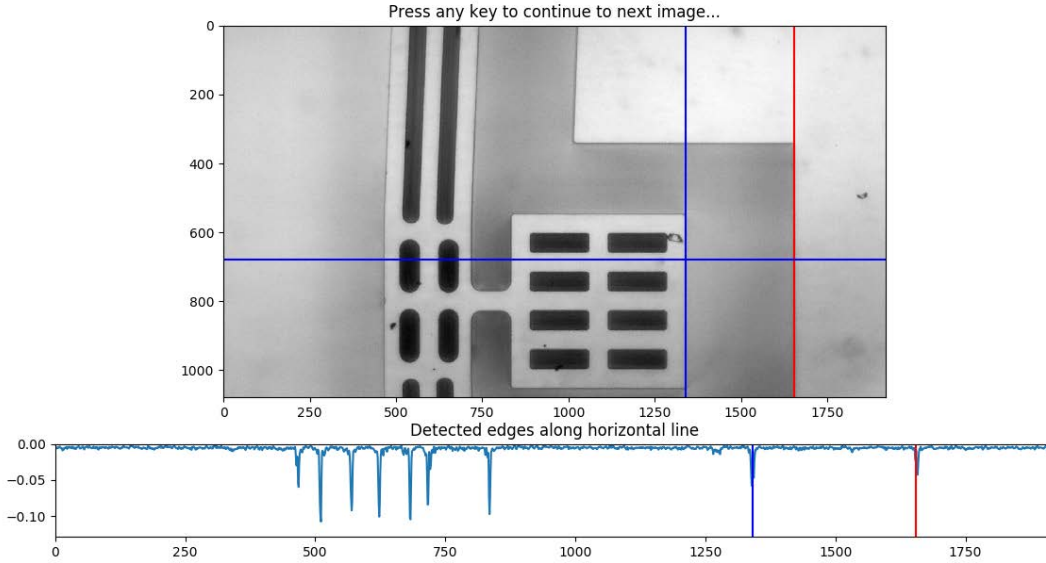 Press any key to continue to next image...
0
200
400
600
800
1000
0 250 500 750 1000 1250 1500 1750
Detected edges along horizontal line
0.00
−0.05
−0.10
0 250 500 750 1000 1250 1500 1750